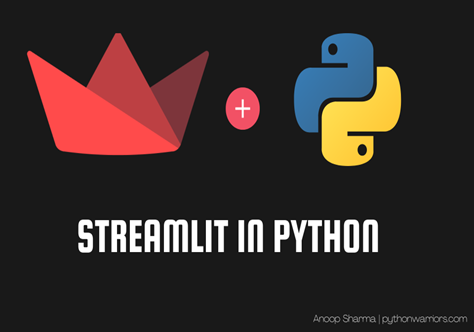 +
STREAMLIT IN PYTHON
Anoop Sharma | pythonwarriors.com